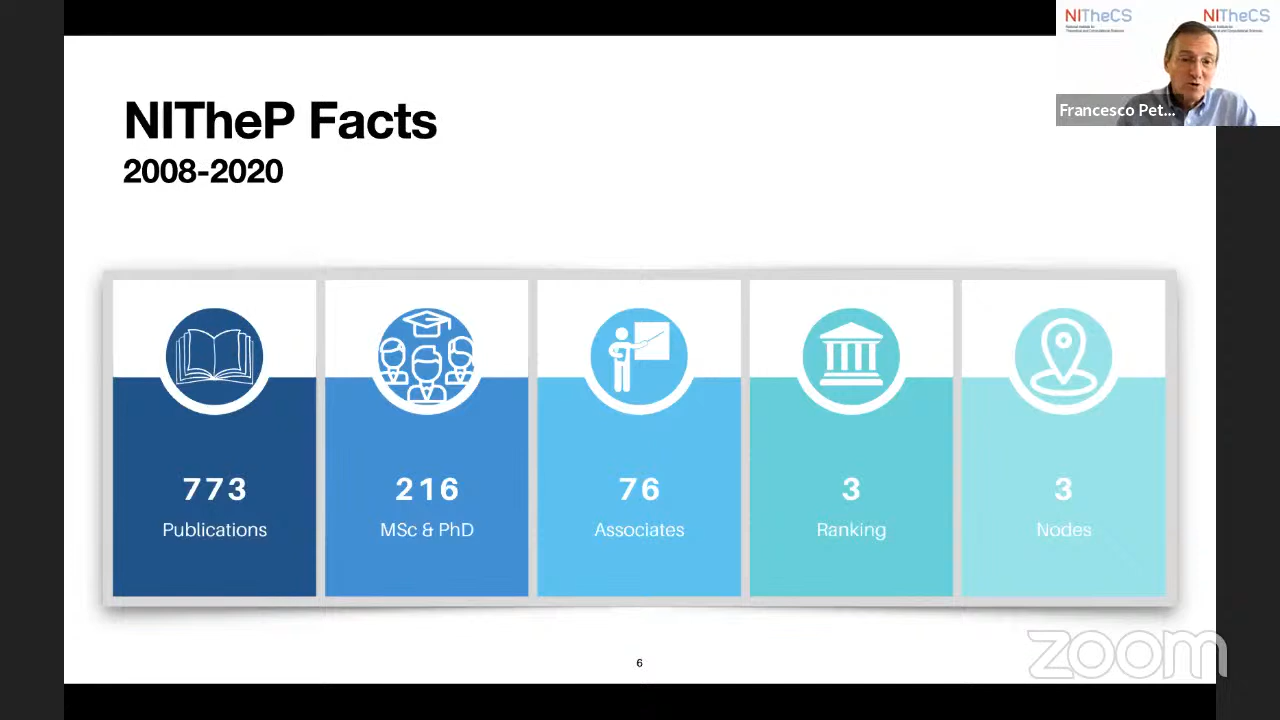 NITheCS
NITheCS
Francesco Pet...
NITheP Facts
2008-2020
773
Publications
216
MSc & PhD
76
Associates
3
Ranking
3
Nodes
6
zoom